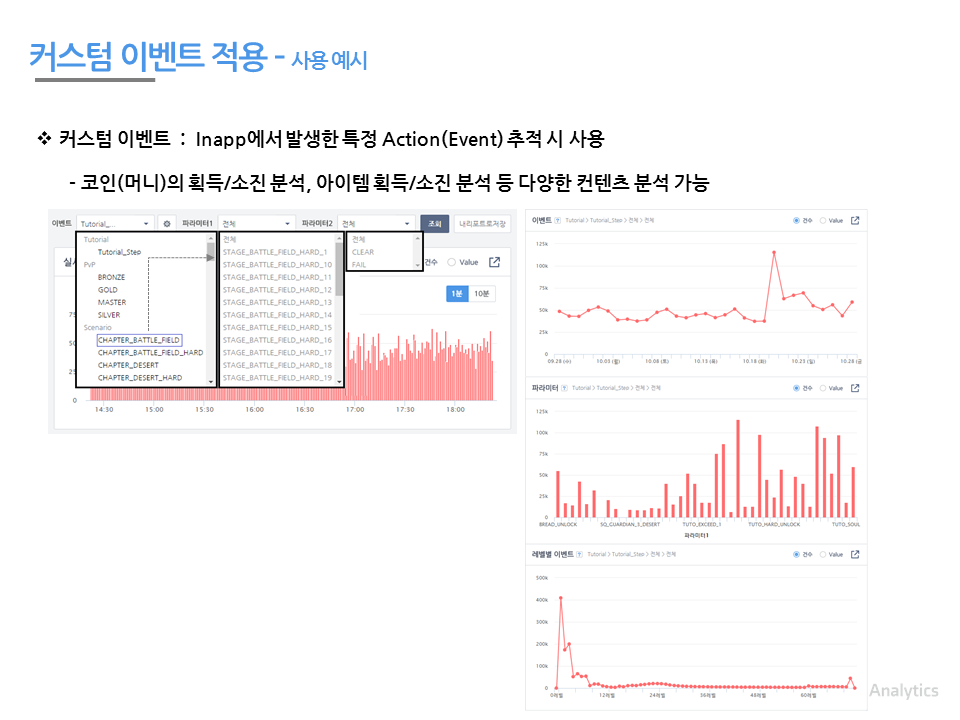 커스텀 이벤트 적용 - 사용 예시
❖ 커스텀 이벤트 : Inapp에서 발생한 특정 Action(Event) 추적 시 사용
- 코인(머니)의 획득/소진 분석, 아이템 획득/소진 분석 등 다양한 컨텐츠 분석 가능
이벤트 Tutorial_... 파라미터1 전체 파라미터2 전체 조회 내리포트로저장
Tutorial
Tutorial_Step
PvP
BRONZE
GOLD
MASTER
SILVER
Scenario
CHAPTER_BATTLE_FIELD
CHAPTER_BATTLE_FIELD_HARD
CHAPTER_DESERT
CHAPTER_DESERT_HARD
전체
STAGE_BATTLE_FIELD_HARD_1
STAGE_BATTLE_FIELD_HARD_10
STAGE_BATTLE_FIELD_HARD_11
STAGE_BATTLE_FIELD_HARD_12
STAGE_BATTLE_FIELD_HARD_13
STAGE_BATTLE_FIELD_HARD_14
STAGE_BATTLE_FIELD_HARD_15
STAGE_BATTLE_FIELD_HARD_16
STAGE_BATTLE_FIELD_HARD_17
STAGE_BATTLE_FIELD_HARD_18
STAGE_BATTLE_FIELD_HARD_19
전체
CLEAR
FAIL
건수 Value
1분 10분
0
14:30 15:00 15:30 16:00 16:30 17:00 17:30 18:00
이벤트 ? Tutorial > Tutorial_Step > 전체 > 전체 건수 Value
125k
100k
75k
50k
25k
0
09.28 (수) 10.03 (월) 10.08 (토) 10.13 (목) 10.18 (화) 10.23 (일) 10.28 (금
파라미터 ? Tutorial > Tutorial_Step > 전체 > 전체 건수 Value
125k
100k
75k
50k
25k
0
BREAD_UNLOCK SQ_GUARDIAN_S_DESERT TUTO_EXCEED_1 TUTO_HARD_UNLOCK TUTO_SOUL
파라미터1
레벨별 이벤트 ? Tutorial > Tutorial_Step > 전체 > 전체 건수 Value
500k
400k
300k
200k
100k
0
0레벨 12레벨 24레벨 36레벨 48레벨 60레벨
Analytics